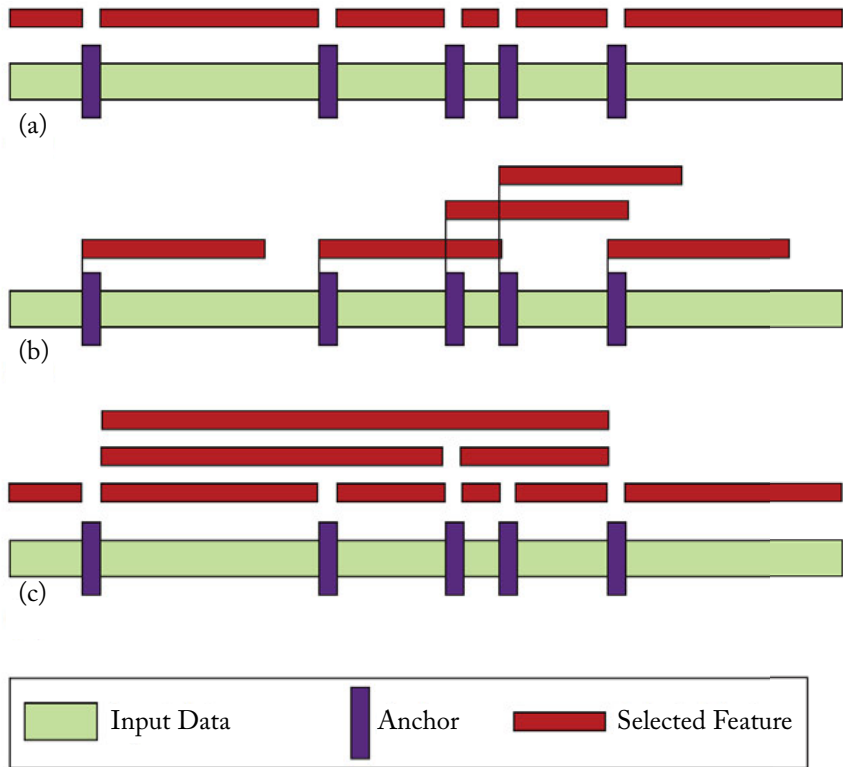 (a)
(b)
(c)
Input Data
Anchor
Selected Feature